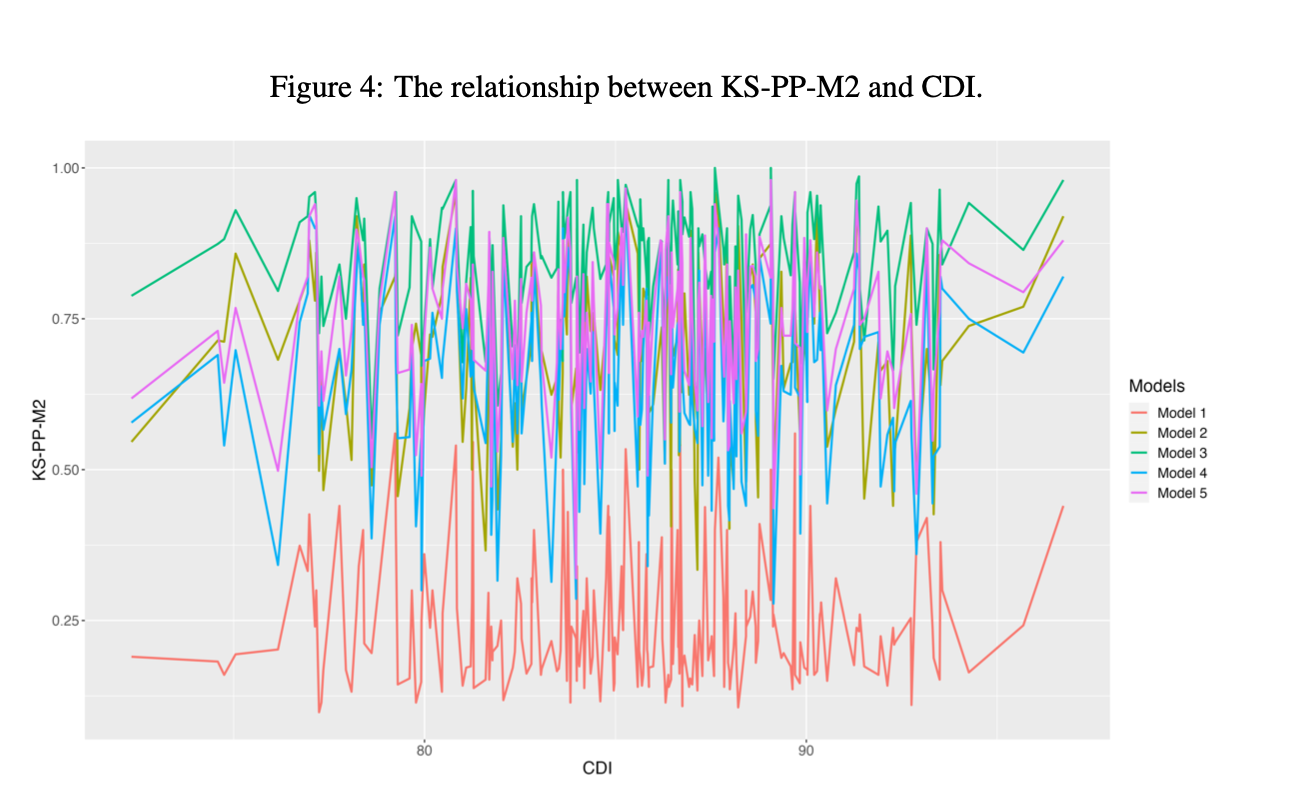 Figure 4: The relationship between KS-PP-M2 and CDI.
1.00
0.75
0.50
0.25
KS-PP-M2
80
90
CDI
Models
Model 1
Model 2
Model 3
Model 4
Model 5